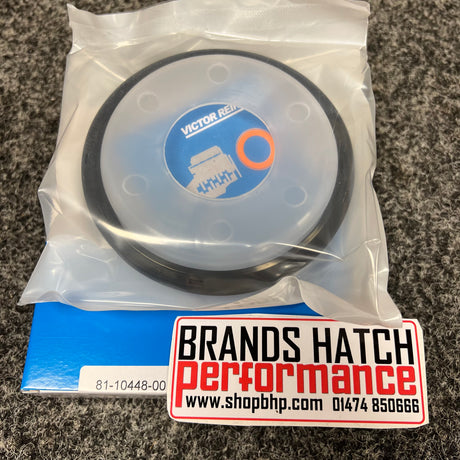 VICTOR REIN
81-10448-00
BRANDS HATCH
performance
www.shopbhp.com 01474 850666